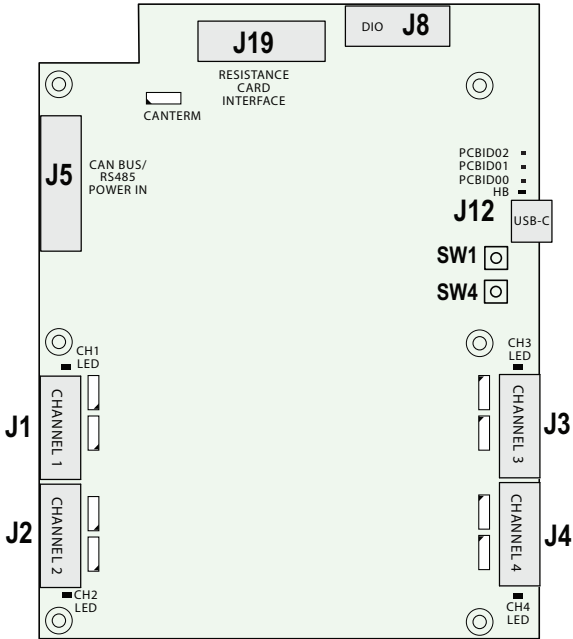 DIO
J8
J19
RESISTANCE
CARD
INTERFACE
CANTERM
J5
CAN BUS/
RS485
POWER IN
PCBID02
PCBID01
PCBID00
HB
J12
USB-C
SW1
SW4
CH1
LED
CH3
LED
J1
CHANNEL 1
CHANNEL 3
J3
J2
CHANNEL 2
CHANNEL 4
J4
CH2
LED
CH4
LED